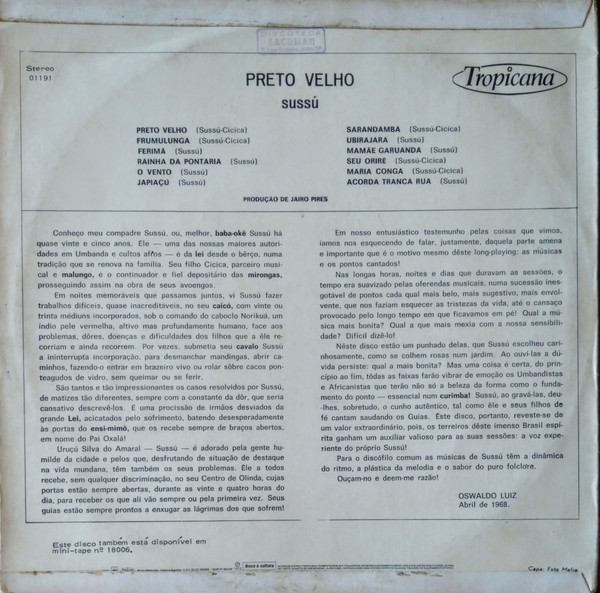 DISCOTECA
SACOMAN
Stereo
01191
PRETO VELHO
sussú
Tropicana
PRETO VELHO (Sussú-Cicica)
FRUMULUNGA (Sussú-Cicica)
FERIMÁ (Sussú)
RAINHA DA PONTARIA (Sussú)
O VENTO (Sussú)
JAPIAÇÚ (Sussú)
SARANDAMBA (Sussú-Cicica)
UBIRAJARA (Sussú)
MAMÃE GARUANDA (Sussú)
SEU ORIRÉ (Sussú-Cicica)
MARIA CONGA (Sussú-Cicica)
ACORDA TRANCA RUA (Sussú)
PRODUÇÃO DE JAIRO PIRES
Conheço meu compadre Sussú, ou, melhor, baba-okê Sussú há
quase vinte e cinco anos. Êle — uma das nossas maiores autori-
dades em Umbanda e cultos afros — é da lei desde o bêrço, numa
tradição que se renova na família. Seu filho Cicica, parceiro musi-
cal e malungo, é o continuador e fiel depositário das mirongas,
prosseguindo assim na obra de seus avoengos.
Em noites memoráveis que passamos juntos, vi Sussú fazer
trabalhos difíceis, quase inacreditáveis, no seu caicó, com vinte ou
trinta médiuns incorporados, sob o comando do caboclo Norikuá, um
índio pele vermelha, altivo mas profundamente humano, face aos
problemas, dôres, doenças e dificuldades dos filhos que a êle re-
corriam e ainda recorrem. Por vezes, submetia seu cavalo Sussú
a ininterrupta incorporação, para desmanchar mandingas, abrir ca-
minhos, fazendo-o entrar em brazeiro vivo ou rolar sôbre cacos pon-
teagudos de vidro, sem queimar ou se ferir.
São tantos e tão impressionantes os casos resolvidos por Sussú,
de matizes tão diferentes, sempre com a constante da dôr, que seria
cansativo descrevê-los. É uma procissão de irmãos desviados da
grande Lei, acicatados pelo sofrimento, batendo desesperadamente
às portas do ensi-mimô, que os recebe sempre de braços abertos,
em nome do Pai Oxalá!
Uruçú Silva do Amaral — Sussú — é adorado pela gente hu-
milde da cidade e pelos que, desfrutando de situação de destaque
na vida mundana, têm também os seus problemas. Êle a todos
recebe, sem qualquer discriminação, no seu Centro de Olinda, cujas
portas estão sempre abertas, durante as vinte e quatro horas do
dia, para receber os que ali vão sempre ou pela primeira vez. Seus
guias estão sempre prontos a enxugar as lágrimas dos que sofrem!
Em nosso entusiástico testemunho pelas coisas que vimos,
íamos nos esquecendo de falar, justamente, daquela parte amena
e importante que é o motivo mesmo dêste long-playing: as músicas
e os pontos cantados!
Nas longas horas, noites e dias que duravam as sessões, o
tempo era suavizado pelas oferendas musicais, numa sucessão ines-
gotável de pontos cada qual mais belo, mais sugestivo, mais envol-
vente, que nos faziam esquecer as tristezas da vida, até o cansaço
provocado pelo longo tempo em que ficavamos em pé! Qual a mú-
sica mais bonita? Qual a que mais mexia com a nossa sensibili-
dade? Difícil dizê-lo!
Nêste disco estão um punhado delas, que Sussú escolheu cari-
nhosamente, como se colhem rosas num jardim. Ao ouví-las a dú-
vida persiste: qual a mais bonita? Mas uma coisa é certa, do prin-
cípio ao fim, tôdas as faixas farão vibrar de emoção os Umbandistas
e Africanistas que terão não só a beleza da forma como o funda-
mento do ponto — essencial num curimba! Sussú, ao gravá-las, deu-
-lhes, sobretudo, o cunho autêntico, tal como êle e seus filhos de
fé cantam saudando os Guias. Êste disco, portanto, reveste-se de
um valor extraordinário, pois, os terreiros dêste imenso Brasil espí-
rita ganham um auxiliar valioso para as suas sessões: a voz expe-
riente do próprio Sussú!
Para o discófilo comum as músicas de Sussú têm a dinâmica
do ritmo, a plástica da melodia e o sabor do puro folclore.
Ouçam-no e deem-me razão!
OSWALDO LUIZ
Abril de 1968.
Este disco também está disponível em
mini-tape nº 18006.
disco é cultura
Capa: Foto Mafia